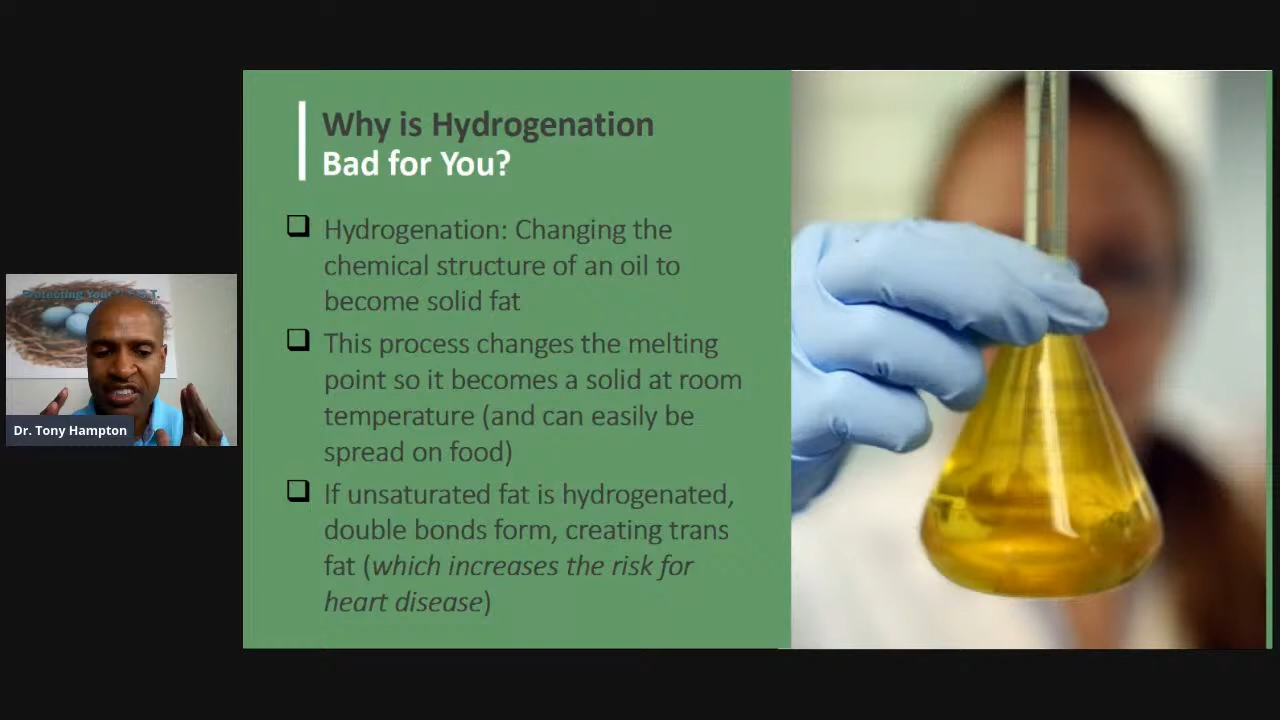 Why is Hydrogenation
Bad for You?
Hydrogenation: Changing the
chemical structure of an oil to
become solid fat
This process changes the melting
point so it becomes a solid at room
temperature (and can easily be
spread on food)
If unsaturated fat is hydrogenated,
double bonds form, creating trans
fat (which increases the risk for
heart disease)
Protecting Your
Dr. Tony Hampton